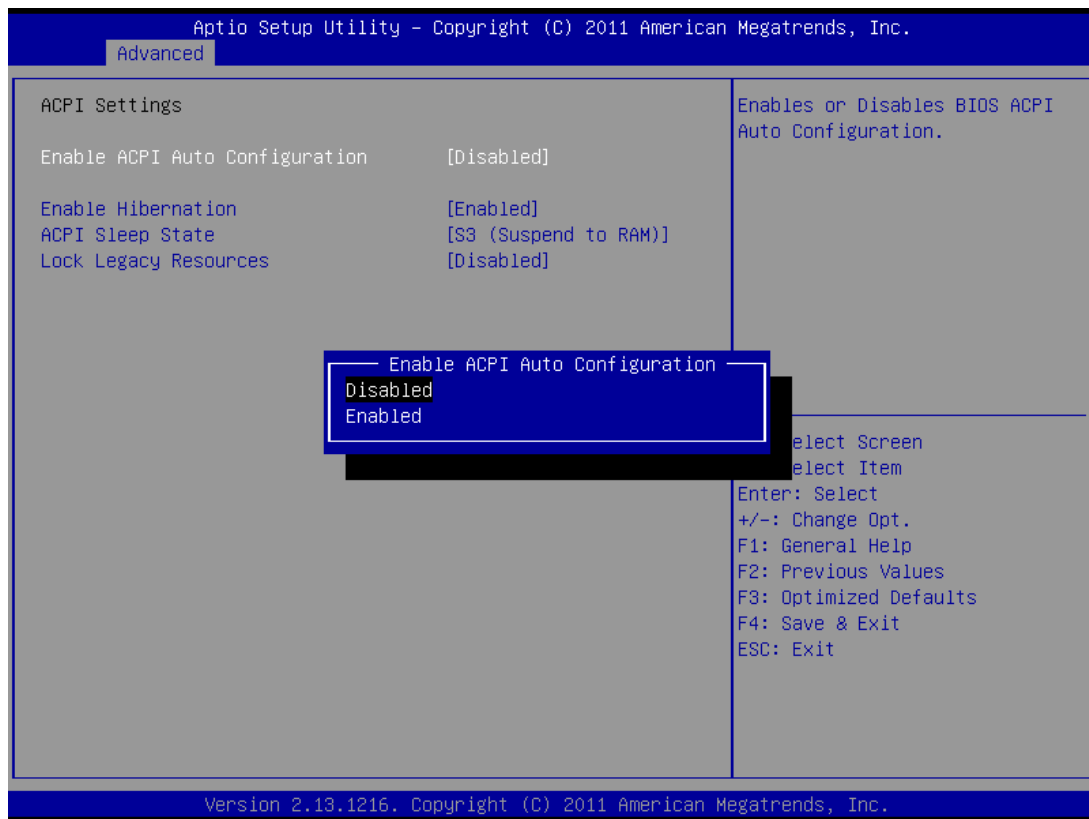 Aptio Setup Utility – Copyright (C) 2011 American Megatrends, Inc.
Advanced
ACPI Settings
Enable ACPI Auto Configuration [Disabled]
Enable Hibernation [Enabled]
ACPI Sleep State [S3 (Suspend to RAM)]
Lock Legacy Resources [Disabled]
Enables or Disables BIOS ACPI
Auto Configuration.
Enable ACPI Auto Configuration
Disabled
Enabled
elect Screen
elect Item
Enter: Select
+/-: Change Opt.
F1: General Help
F2: Previous Values
F3: Optimized Defaults
F4: Save & Exit
ESC: Exit
Version 2.13.1216. Copyright (C) 2011 American Megatrends, Inc.